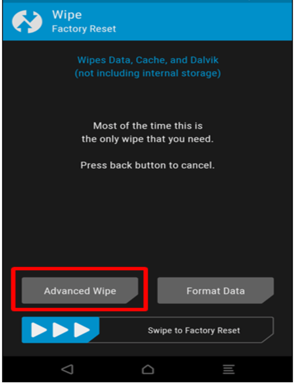 Wipe
Factory Reset
Wipes Data, Cache, and Dalvik
(not including internal storage)
Most of the time this is
the only wipe that you need.
Press back button to cancel.
Advanced Wipe
Format Data
Swipe to Factory Reset